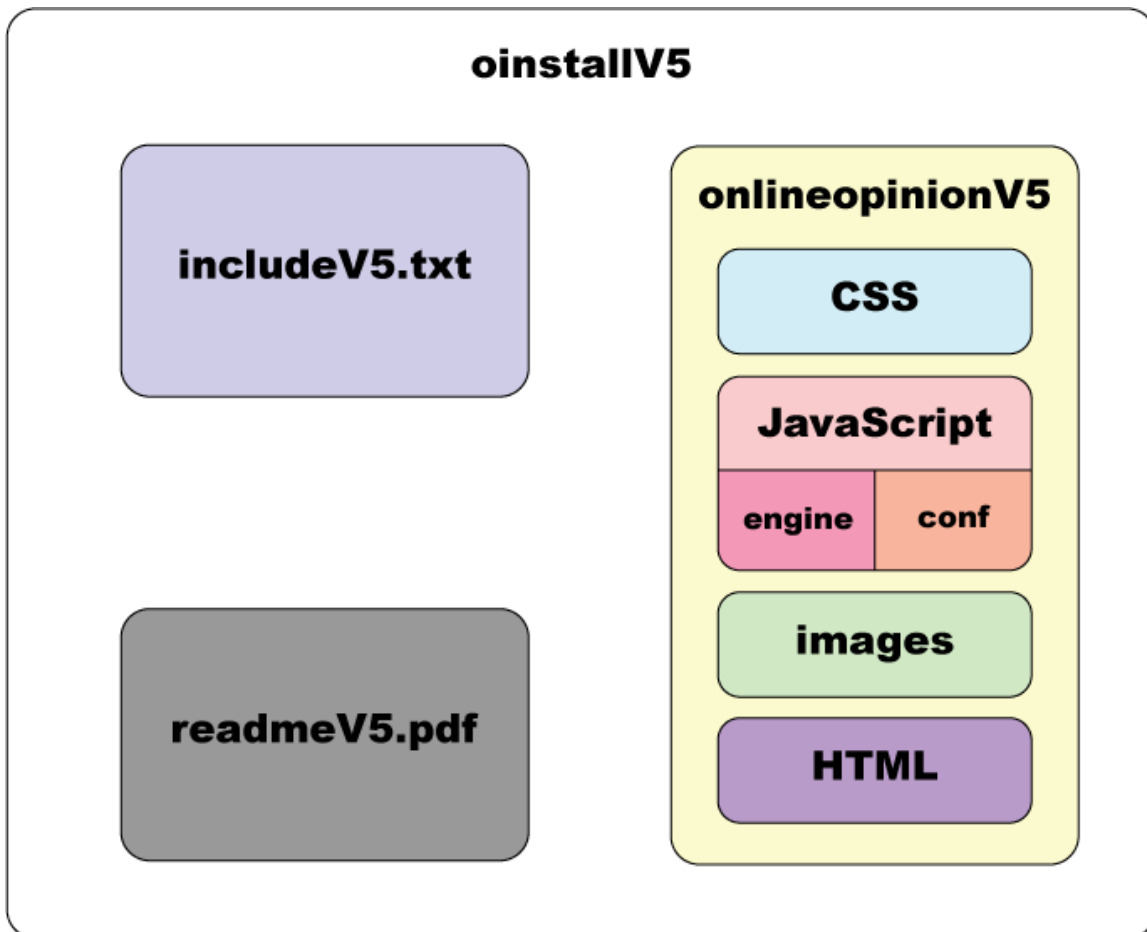 oinstallV5
includeV5.txt
readmeV5.pdf
onlineopinionV5
CSS
JavaScript
engine conf
images
HTML